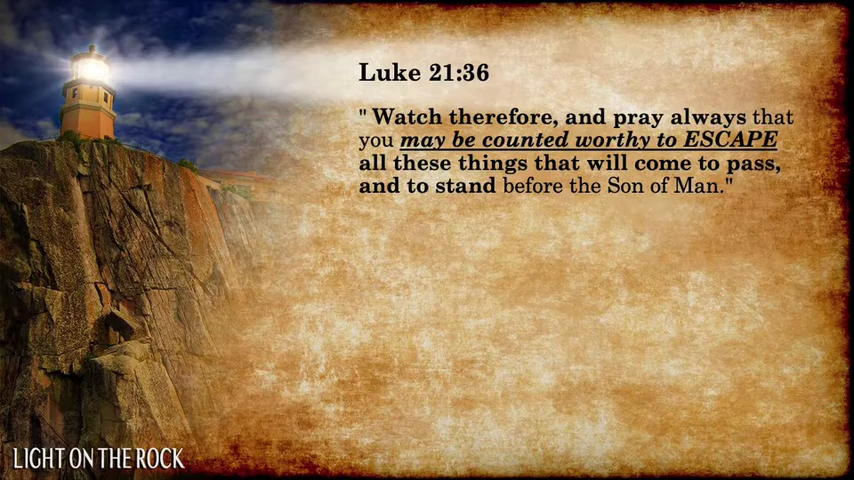 Luke 21:36
" Watch therefore, and pray always that
you may be counted worthy to ESCAPE
all these things that will come to pass,
and to stand before the Son of Man."
LIGHT ON THE ROCK